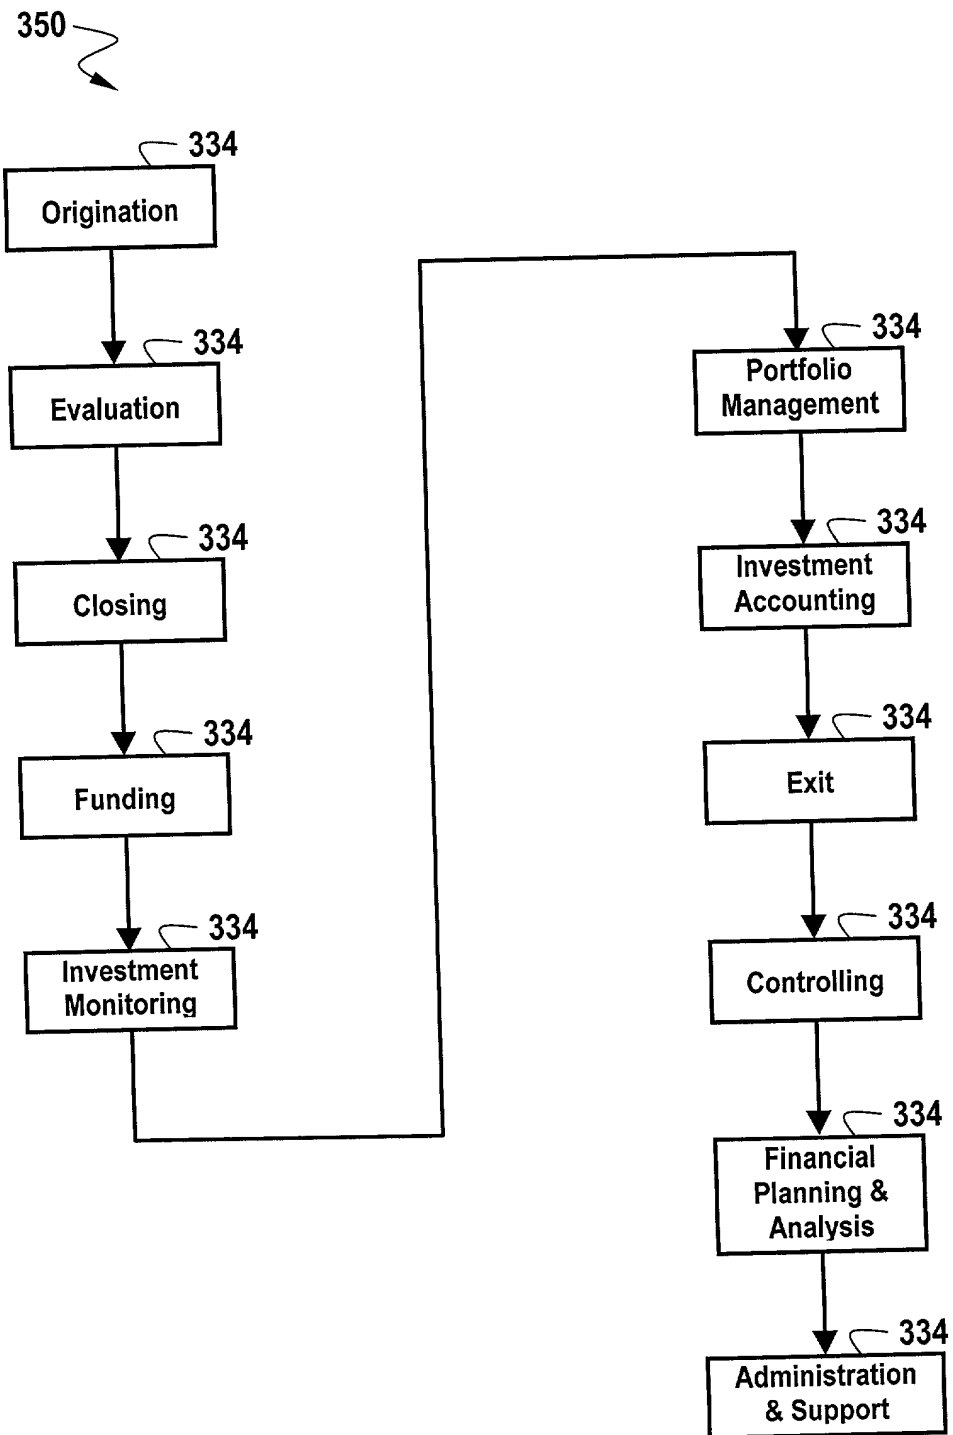 350
334
Origination
334
Evaluation
334
Closing
334
Funding
334
Investment
Monitoring
334
Portfolio
Management
334
Investment
Accounting
334
Exit
334
Controlling
334
Financial
Planning &
Analysis
334
Administration
& Support